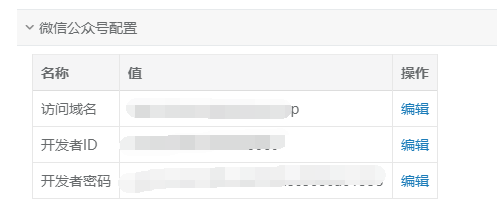 微信公众号配置
名称 值 操作
访问域名 p 编辑
开发者ID 编辑
开发者密码 编辑